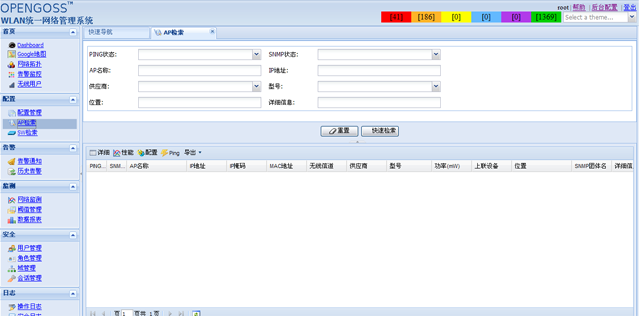 OPENGOSS™
WLAN统一网络管理系统
root | 帮助 | 后台配置 | 登出
[41] [186] [0] [0] [0] [1369] Select a theme...
首页
Dashboard
Google地图
网络拓扑
告警监控
无线用户
配置
配置管理
AP检索
SW检索
告警
告警通知
历史告警
监测
网络监测
阈值管理
数据报表
安全
用户管理
角色管理
域管理
会话管理
日志
操作日志
安全日志
快速导航 AP检索
PING状态: SNMP状态:
AP名称: IP地址:
供应商: 型号:
位置: 详细信息:
重置 快速检索
详细 性能 配置 Ping 导出
PING... SNM... AP名称 IP地址 IP掩码 MAC地址 无线信道 供应商 型号 功率(mW) 上联设备 位置 SNMP团体名 详细信息
页 1 页共 1 页